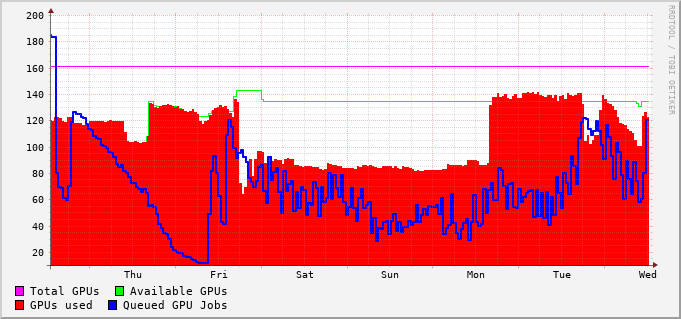 RRDTOOL / TOBI OETIKER
200
180
160
140
120
100
80
60
40
20
Thu Fri Sat Sun Mon Tue Wed
Total GPUs Available GPUs
GPUs used Queued GPU Jobs